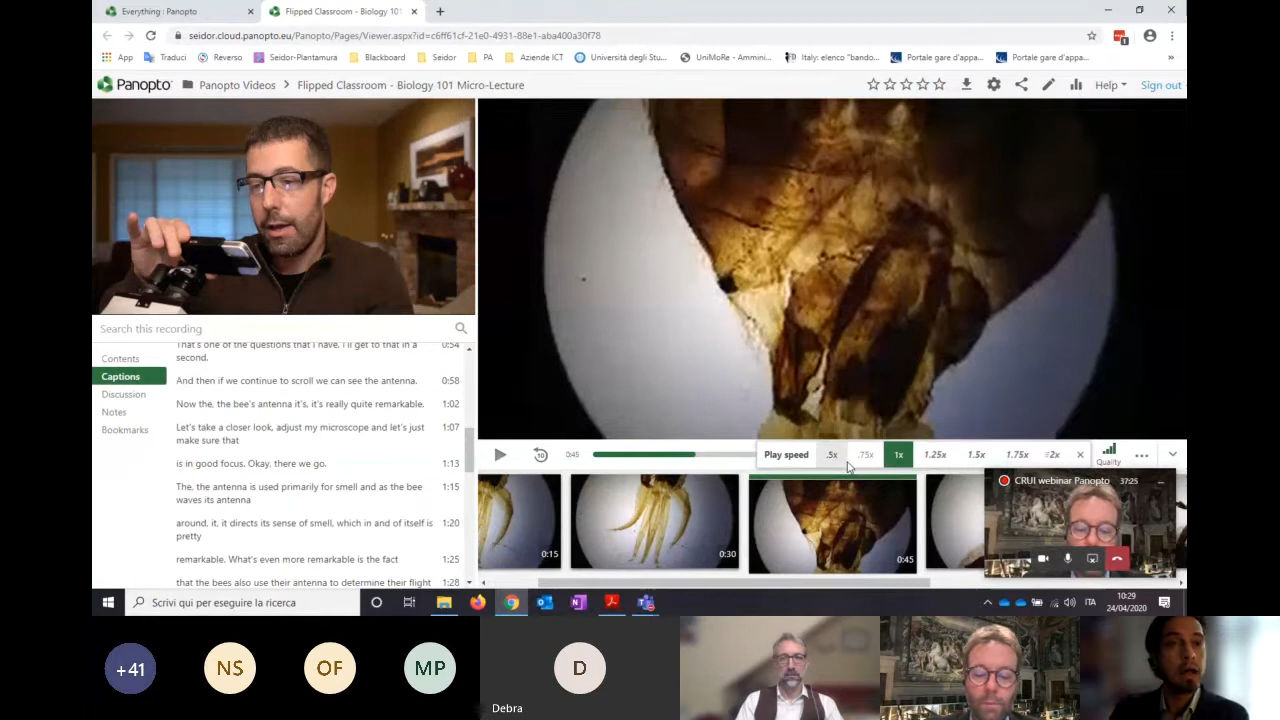 Everything : Panopto
Flipped Classroom - Biology 101
seidor.cloud.panopto.eu/Panopto/Pages/Viewer.aspx?id=c6ff61cf-21e0-4931-88e1-aba400a30f78
App
Traduci
Reverso
Seidor-Plantamura
Blackboard
Seidor
PA
Aziende ICT
Università degli Stu...
UniMoRe - Ammini...
Italy: elenco "bando...
Portale gare d'appa...
Portale gare d'appa...
»
Panopto
Panopto Videos
Flipped Classroom - Biology 101 Micro-Lecture
Help
Sign out
Search this recording
Contents
Captions
Discussion
Notes
Bookmarks
That's one of the questions that I have. I'll get to that in a 0:54
second.
And then if we continue to scroll we can see the antenna. 0:58
Now the, the bee's antenna it's, it's really quite remarkable. 1:02
Let's take a closer look, adjust my microscope and let's just 1:07
make sure that
is in good focus. Okay, there we go. 1:13
The, the antenna is used primarily for smell and as the bee 1:15
waves its antenna
around, it, it directs its sense of smell, which in and of itself is 1:20
pretty
remarkable. What's even more remarkable is the fact 1:25
that the bees also use their antenna to determine their flight 1:28
10
0:45
Play speed
.5x
.75x
1x
1.25x
1.5x
1.75x
2x
Quality
0:15
0:30
0:45
CRUI webinar Panopto 37:25
Scrivi qui per eseguire la ricerca
ITA
10:29
24/04/2020
+41
NS
OF
MP
D
Debra